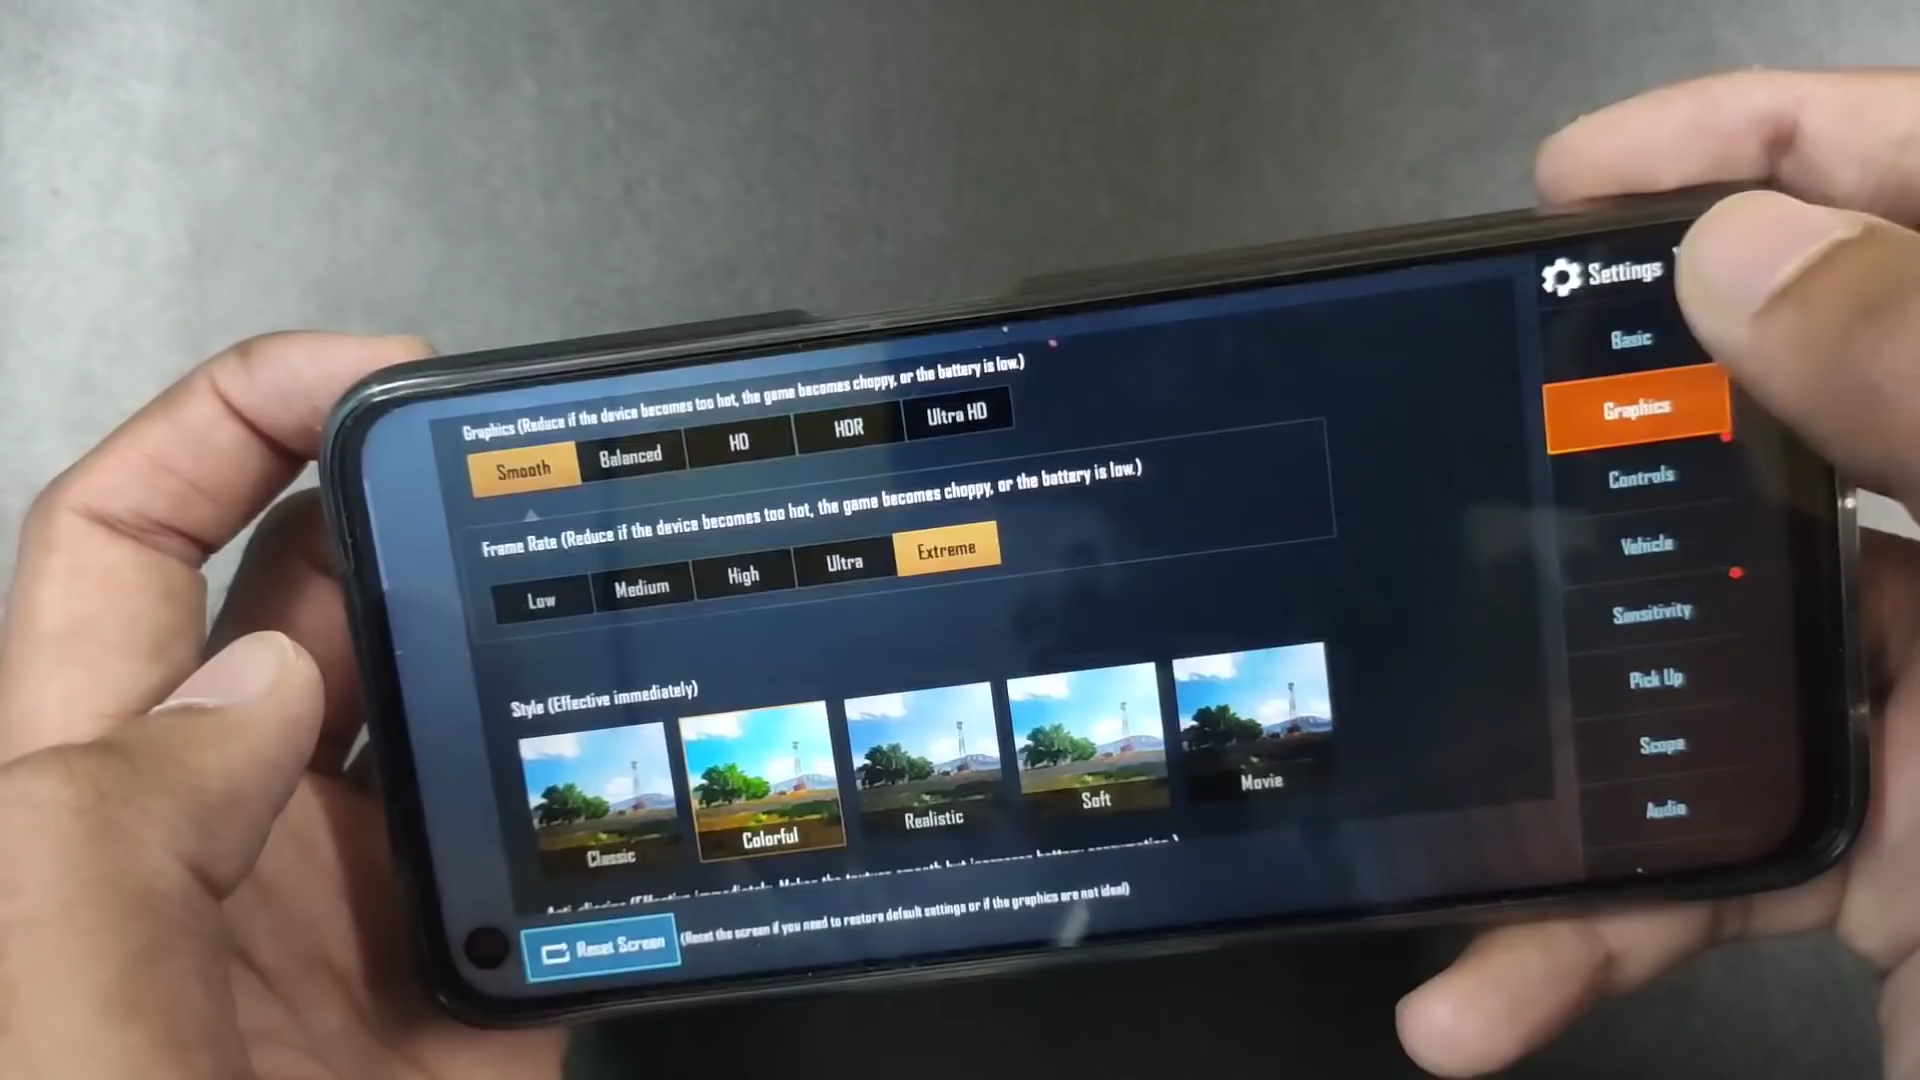 Graphics (Reduce if the device becomes too hot, the game becomes choppy, or the battery is low.)
Smooth
Balanced
HD
HDR
Ultra HD
Frame Rate (Reduce if the device becomes too hot, the game becomes choppy, or the battery is low.)
Low
Medium
High
Ultra
Extreme
Style (Effective immediately)
Classic
Colorful
Realistic
Soft
Movie
Reset Screen
(Reset the screen if you need to restore default settings or if the graphics are not ideal)
Settings
Basic
Graphics
Controls
Vehicle
Sensitivity
Pick Up
Scope
Audio